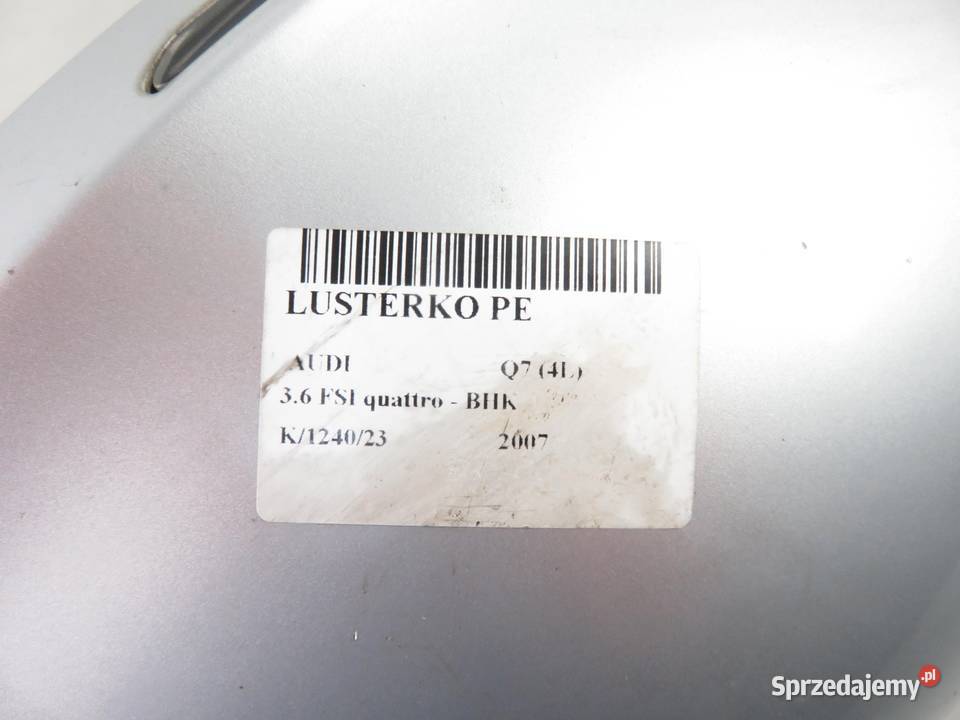 LUSTERKO PE
AUDI Q7 (4L)
3.6 FSI quattro - BHK
K/1240/23 2007
Sprzedajemy.pl